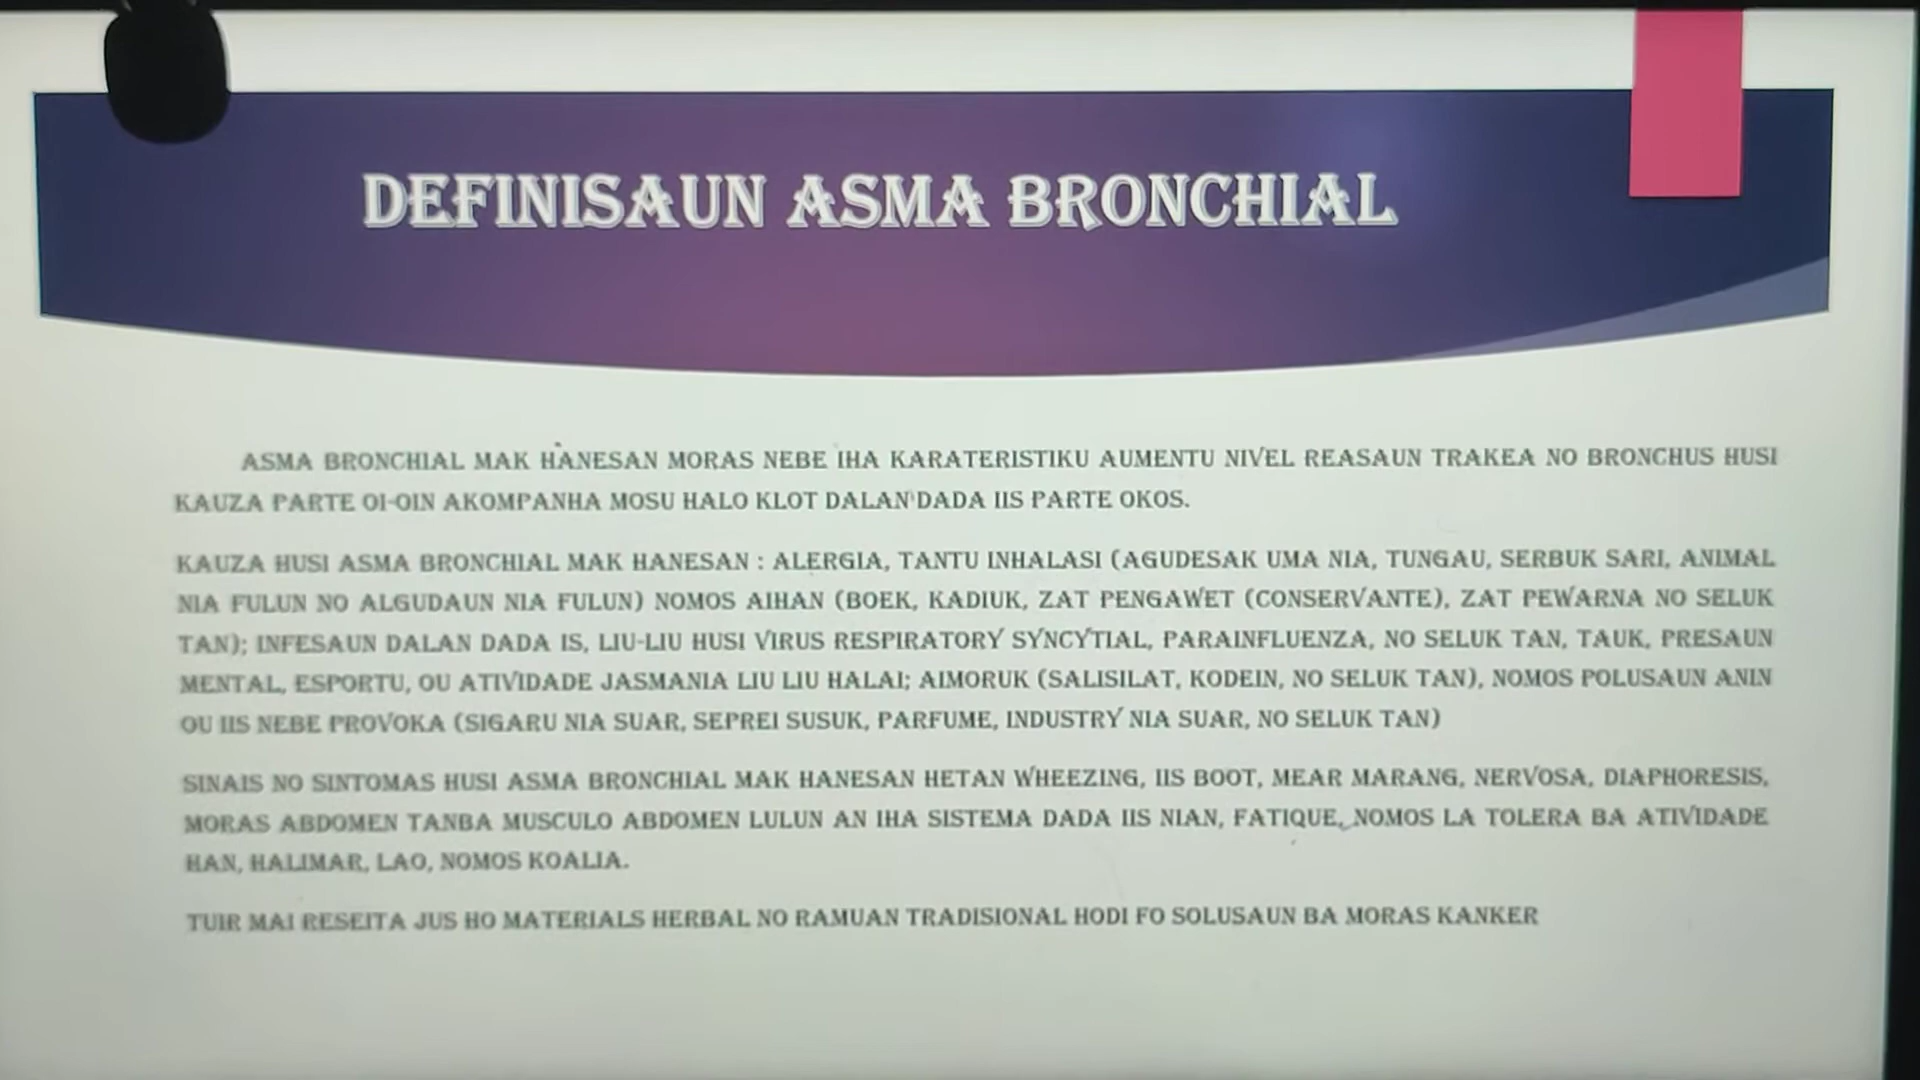 DEFINISAUN ASMA BRONCHIAL
ASMA BRONCHIAL MAK HANESAN MORAS NEBE IHA KARATERISTIKU AUMENTU NIVEL REASAUN TRAKEA NO BRONCHUS HUSI
KAUZA PARTE OI-OIN AKOMPANHA MOSU HALO KLOT DALAN DADA IIS PARTE OKOS.
KAUZA HUSI ASMA BRONCHIAL MAK HANESAN : ALERGIA, TANTU INHALASI (AGUDESAK UMA NIA, TUNGAU, SERBUK SARI, ANIMAL
NIA FULUN NO ALGUDAUN NIA FULUN) NOMOS AIHAN (BOEK, KADIUK, ZAT PENGAWET (CONSERVANTE), ZAT PEWARNA NO SELUK
TAN); INFESAUN DALAN DADA IS, LIU-LIU HUSI VIRUS RESPIRATORY SYNCYTIAL, PARAINFLUENZA, NO SELUK TAN, TAUK, PRESAUN
MENTAL, ESPORTU, OU ATIVIDADE JASMANIA LIU LIU HALAI; AIMORUK (SALISILAT, KODEIN, NO SELUK TAN), NOMOS POLUSAUN ANIN
OU IIS NEBE PROVOKA (SIGARU NIA SUAR, SEPREI SUSUK, PARFUME, INDUSTRY NIA SUAR, NO SELUK TAN)
SINAIS NO SINTOMAS HUSI ASMA BRONCHIAL MAK HANESAN HETAN WHEEZING, IIS BOOT, MEAR MARANG, NERVOSA, DIAPHORESIS,
MORAS ABDOMEN TANBA MUSCULO ABDOMEN LULUN AN IHA SISTEMA DADA IIS NIAN, FATIQUE, NOMOS LA TOLERA BA ATIVIDADE
HAN, HALIMAR, LAO, NOMOS KOALIA.
TUIR MAI RESEITA JUS HO MATERIALS HERBAL NO RAMUAN TRADISIONAL HODI FO SOLUSAUN BA MORAS KANKER